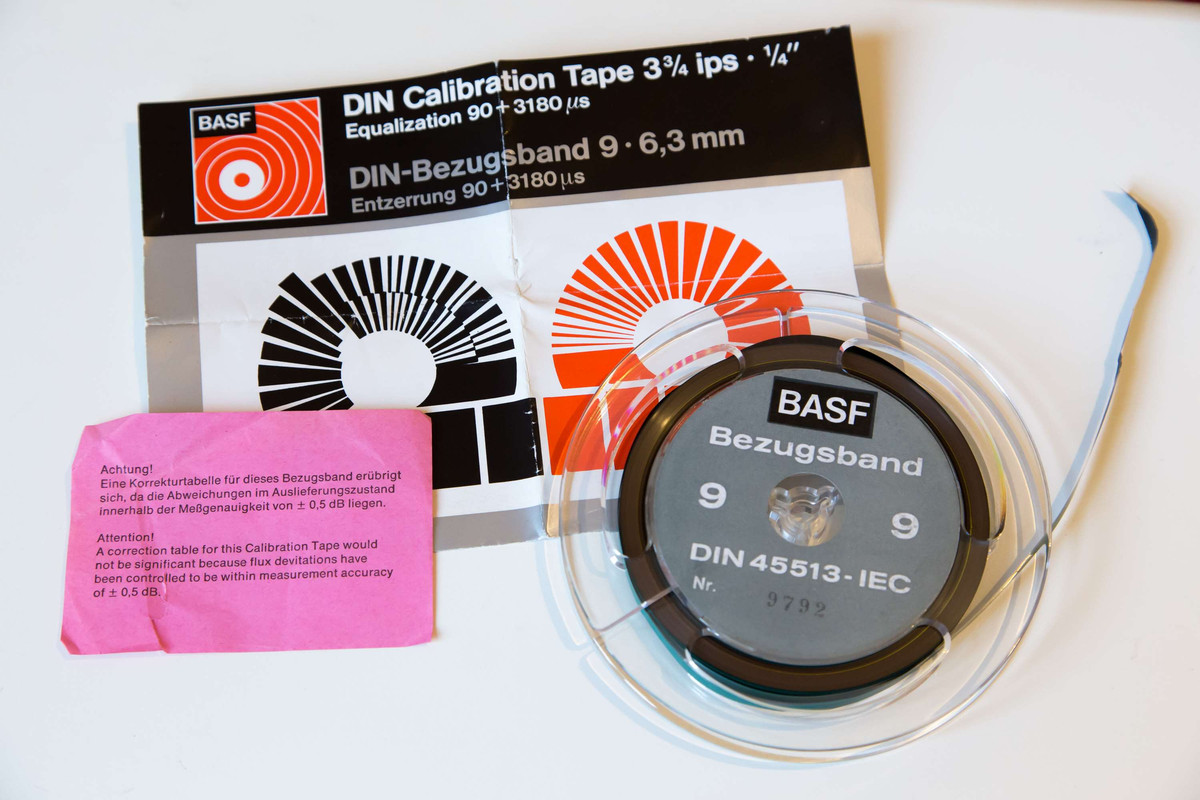 BASF
DIN Calibration Tape 3¾ ips · ¼"
Equalization 90+3180 µs
DIN-Bezugsband 9 · 6,3 mm
Entzerrung 90+3180 µs
Achtung!
Eine Korrekturtabelle für dieses Bezugsband erübrigt
sich, da die Abweichungen im Auslieferungszustand
innerhalb der Meßgenauigkeit von ± 0,5 dB liegen.
Attention!
A correction table for this Calibration Tape would
not be significant because flux devitations have
been controlled to be within measurement accuracy
of ± 0,5 dB.
BASF
Bezugsband
9 9
DIN 45513-IEC
Nr. 9792